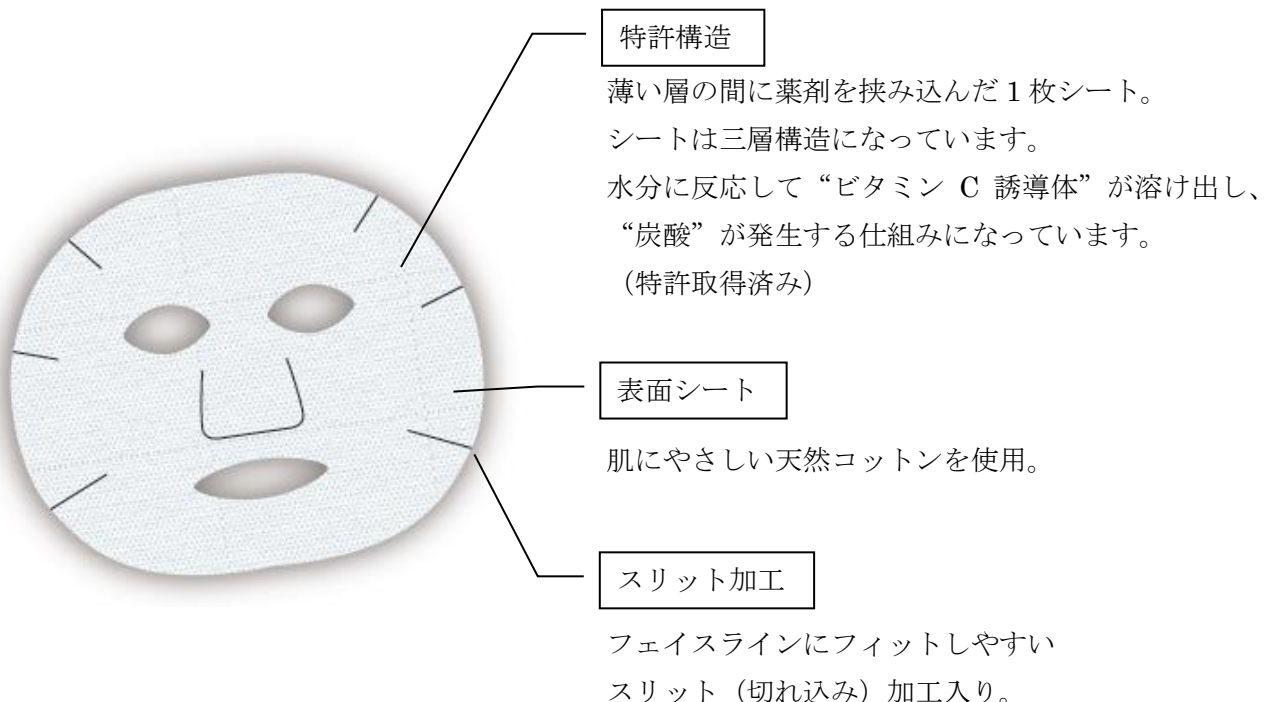 特許構造
薄い層の間に薬剤を挟み込んだ 1 枚シート。
シートは三層構造になっています。
水分に反応して“ビタミン C 誘導体”が溶け出し、
“炭酸”が発生する仕組みになっています。
（特許取得済み）
表面シート
肌にやさしい天然コットンを使用。
スリット加工
フェイスラインにフィットしやすい
スリット（切れ込み）加工入り。